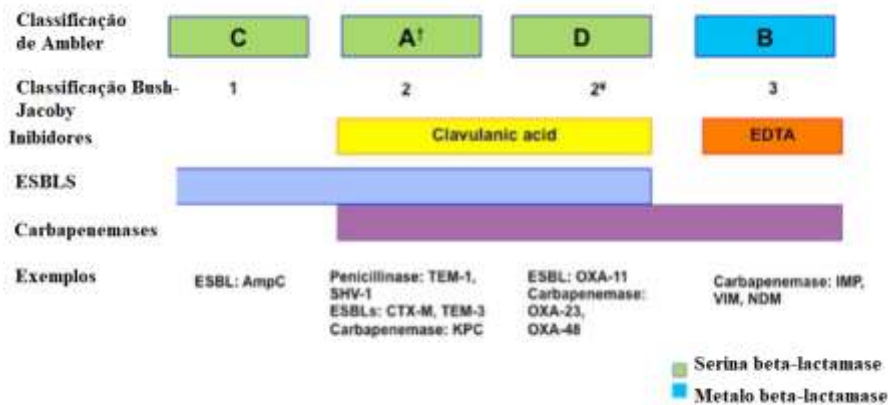 Classificação
de Ambler
C
A†
D
B
Classificação Bush-
Jacoby
1
2
2#
3
Inibidores
Clavulanic acid
EDTA
ESBLS
Carbapenemases
Exemplos
ESBL: AmpC
Penicillinase: TEM-1,
SHV-1
ESBLs: CTX-M, TEM-3
Carbapenemase: KPC
ESBL: OXA-11
Carbapenemase:
OXA-23,
OXA-48
Carbapenemase: IMP,
VIM, NDM
Serina beta-lactamase
Metalo beta-lactamase